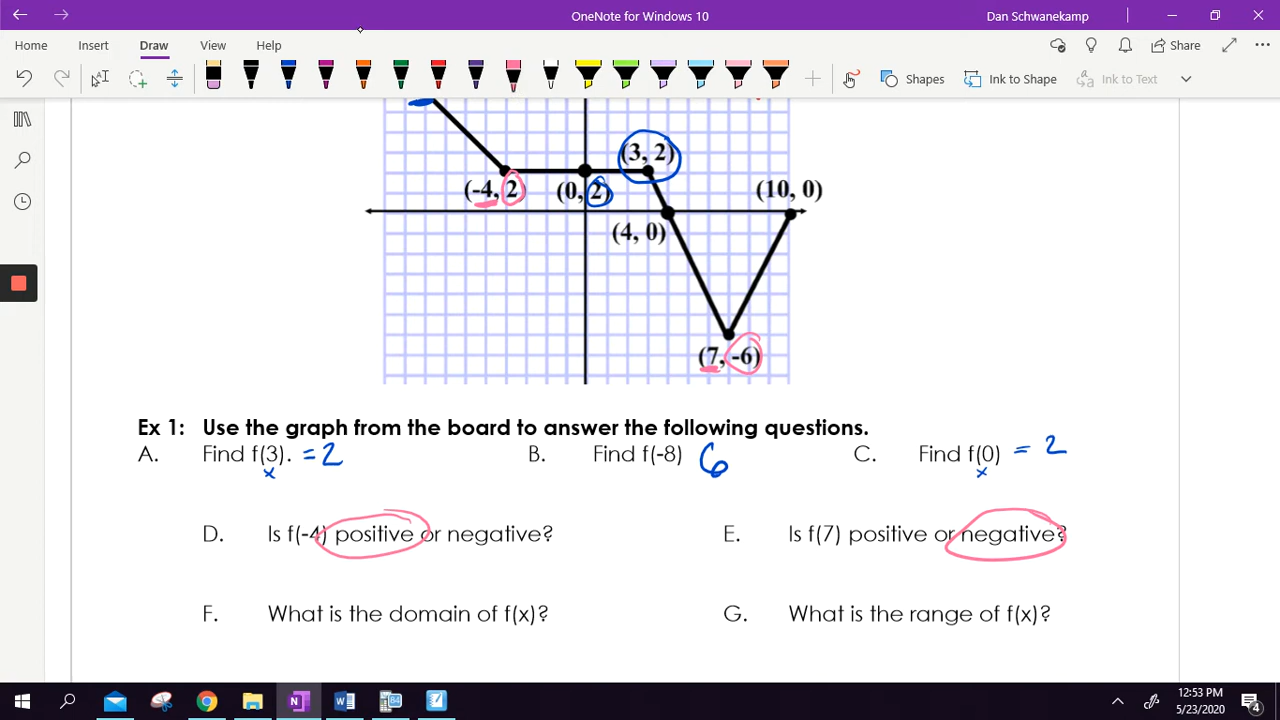 OneNote for Windows 10
Dan Schwanekamp
Home Insert Draw View Help
Share
Shapes Ink to Shape Ink to Text
(3, 2)
(-4, 2) (0, 2) (10, 0)
(4, 0)
(7, -6)
Ex 1: Use the graph from the board to answer the following questions.
A. Find f(3). = 2 B. Find f(-8) 6 C. Find f(0) = 2
x x
D. Is f(-4) positive or negative? E. Is f(7) positive or negative?
F. What is the domain of f(x)? G. What is the range of f(x)?
12:53 PM
5/23/2020
4